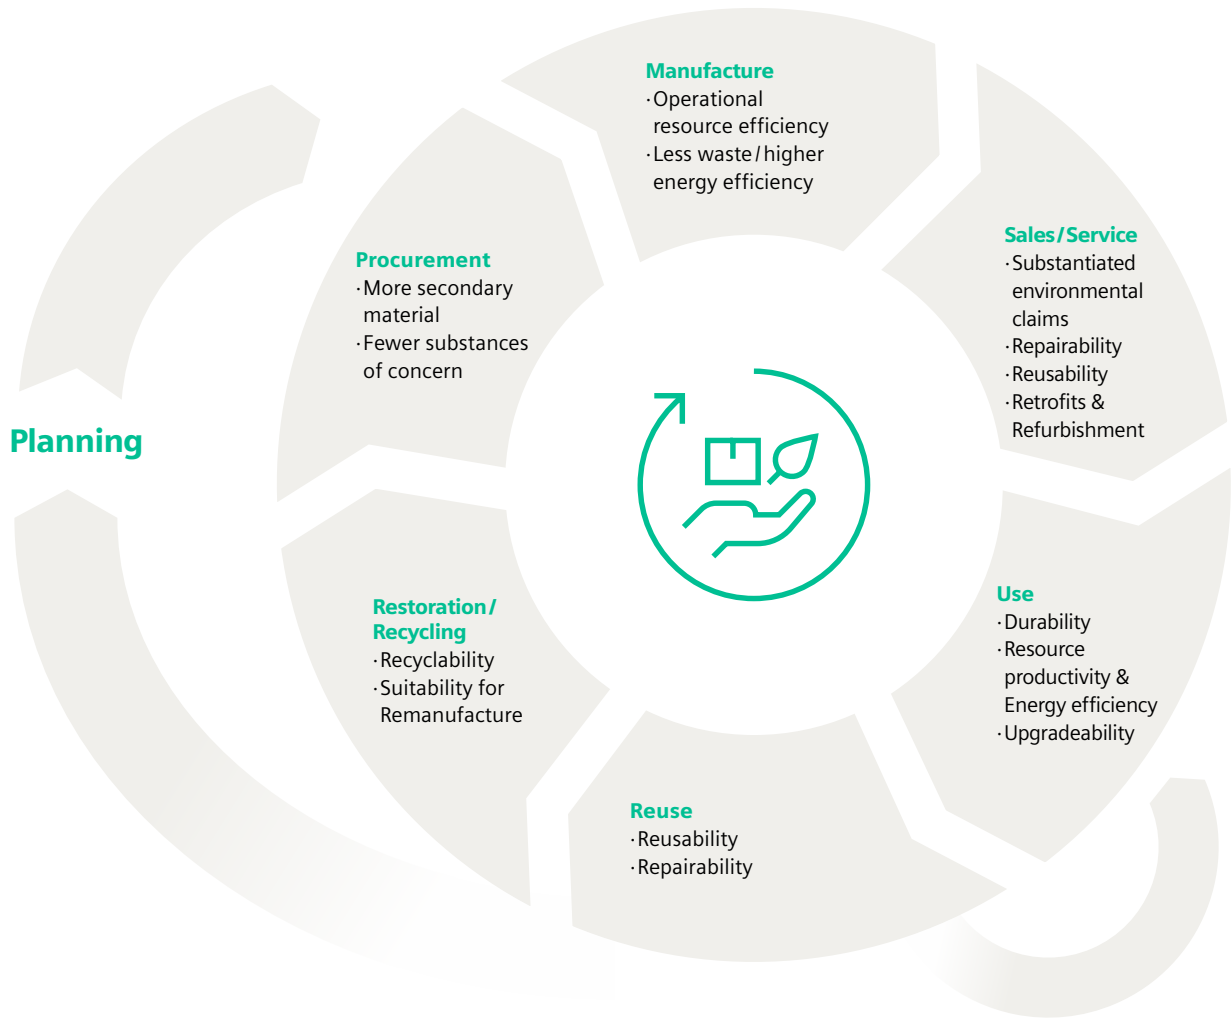 Manufacture
·Operational
resource efficiency
·Less waste/higher
energy efficiency
Sales/Service
·Substantiated
environmental
claims
·Repairability
·Reusability
·Retrofits &
Refurbishment
Procurement
·More secondary
material
·Fewer substances
of concern
Planning
Use
·Durability
·Resource
productivity &
Energy efficiency
·Upgradeability
Restoration/
Recycling
·Recyclability
·Suitability for
Remanufacture
Reuse
·Reusability
·Repairability